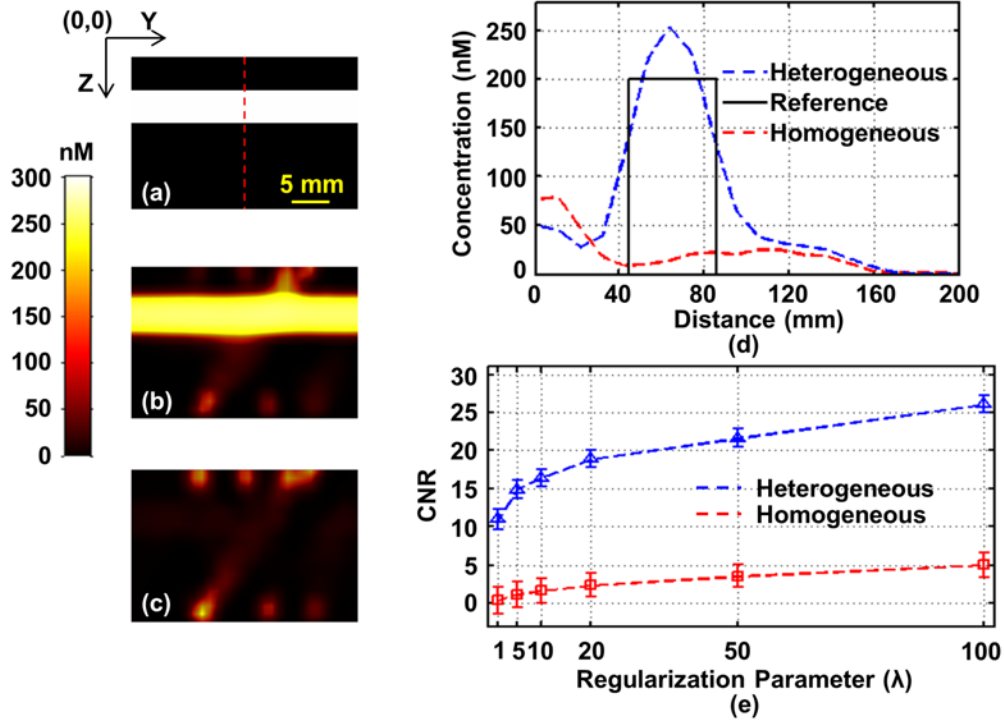 (0,0)
Y
Z
nM
300
250
200
150
100
50
0
(a)
5 mm
(b)
(c)
Concentration (nM)
250
200
150
100
50
0
Heterogeneous
Reference
Homogeneous
0 40 80 120 160 200
Distance (mm)
(d)
CNR
30
25
20
15
10
5
0
Heterogeneous
Homogeneous
1 5 10 20 50 100
Regularization Parameter (λ)
(e)